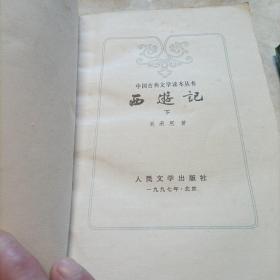 中国古典文学读本丛书
西遊記
下
吴承恩 著
人民文学出版社
一九九七年·北京